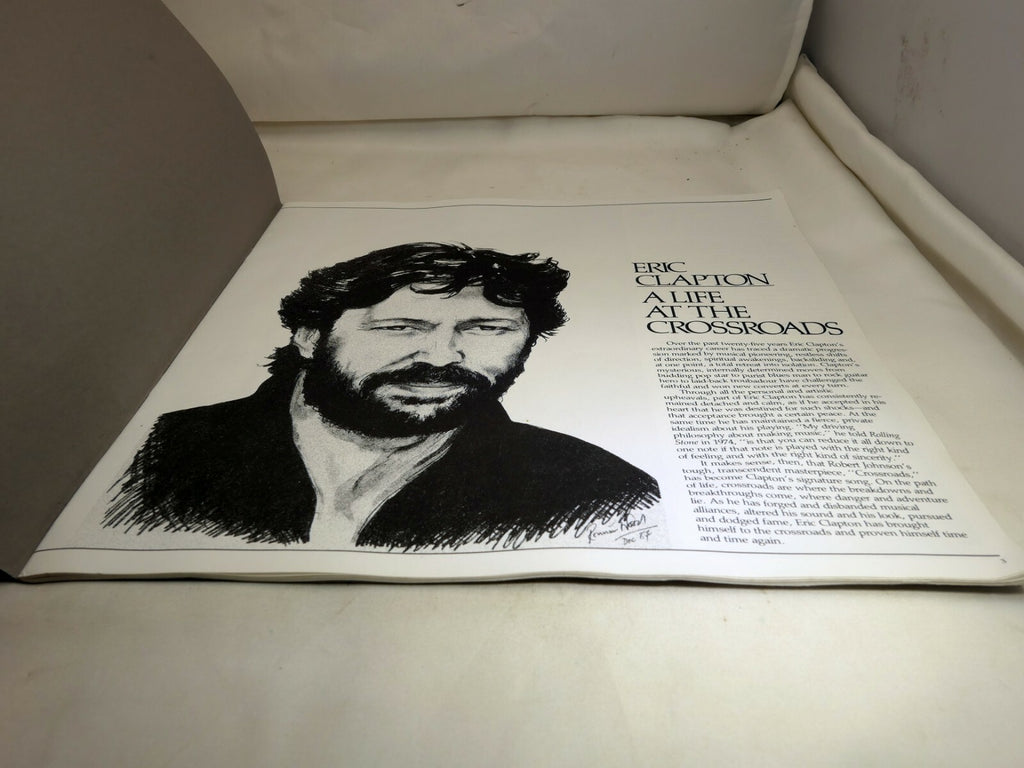 ERIC
CLAPTON
A LIFE
AT THE
CROSSROADS
Over the past twenty-five years Eric Clapton's
extraordinary career has traced a dramatic progres-
sion marked by musical pioneering, restless shifts
of direction, spiritual awakenings, backsliding and,
at one point, a total retreat into isolation. Clapton's
mysterious, internally determined moves from
budding pop star to purist blues man to rock guitar
hero to laid-back troubadour have challenged the
faithful and won new converts at every turn.
Through all the personal and artistic
upheavals, part of Eric Clapton has consistently re-
mained detached and calm, as if he accepted in his
heart that he was destined for such shocks—and
that acceptance brought a certain peace. At the
same time he has maintained a fierce, private
idealism about his playing. "My driving
philosophy about making music," he told Rolling
Stone in 1974, "is that you can reduce it all down to
one note if that note is played with the right kind
of feeling and with the right kind of sincerity."
It makes sense, then, that Robert Johnson's
tough, transcendent masterpiece, "Crossroads,"
has become Clapton's signature song. On the path
of life, crossroads are where the breakdowns and
breakthroughs come, where danger and adventure
lie. As he has forged and disbanded musical
alliances, altered his sound and his look, pursued
and dodged fame, Eric Clapton has brought
himself to the crossroads and proven himself time
and time again.
Dec 87
3